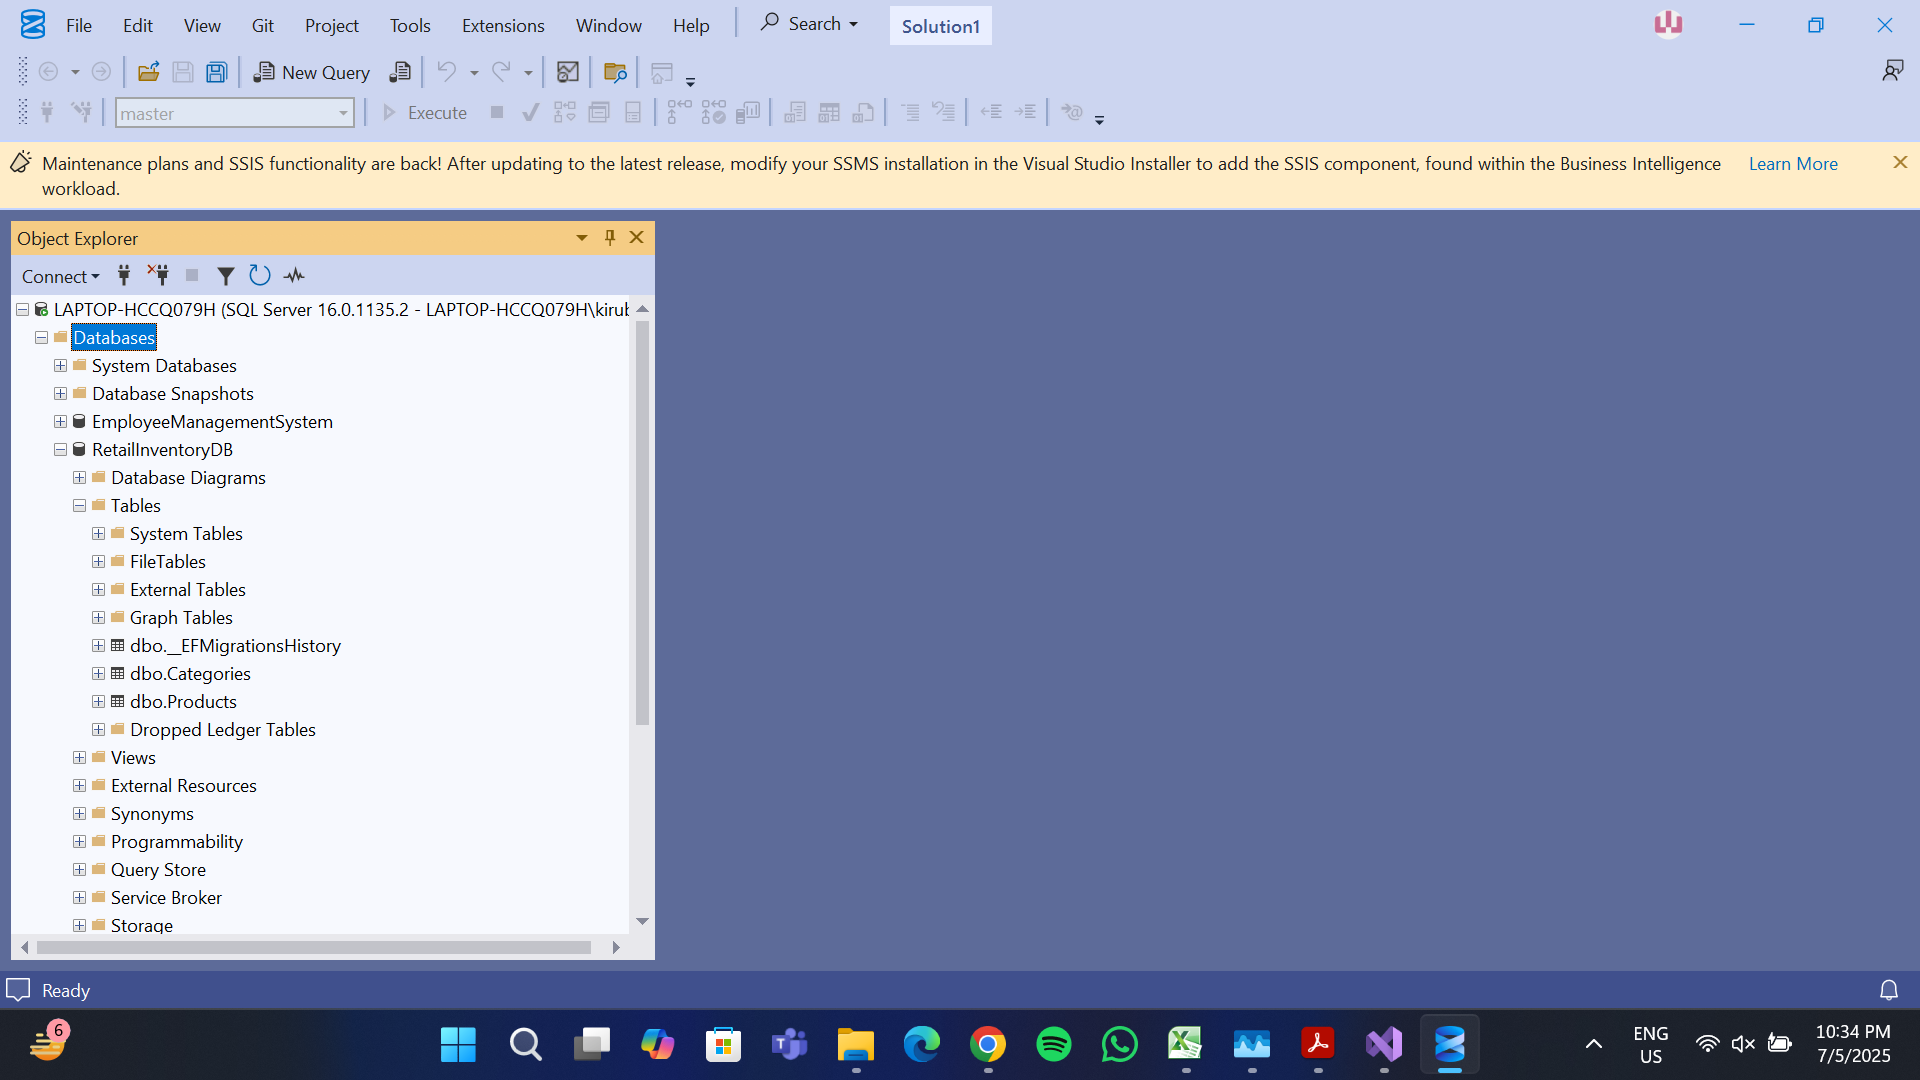 File Edit View Git Project Tools Extensions Window Help Search Solution1
New Query
master Execute
Maintenance plans and SSIS functionality are back! After updating to the latest release, modify your SSMS installation in the Visual Studio Installer to add the SSIS component, found within the Business Intelligence Learn More
workload.
Object Explorer
Connect
LAPTOP-HCCQ079H (SQL Server 16.0.1135.2 - LAPTOP-HCCQ079H\kirub
Databases
System Databases
Database Snapshots
EmployeeManagementSystem
RetailInventoryDB
Database Diagrams
Tables
System Tables
FileTables
External Tables
Graph Tables
dbo.__EFMigrationsHistory
dbo.Categories
dbo.Products
Dropped Ledger Tables
Views
External Resources
Synonyms
Programmability
Query Store
Service Broker
Storage
Ready
6
ENG
US
10:34 PM
7/5/2025